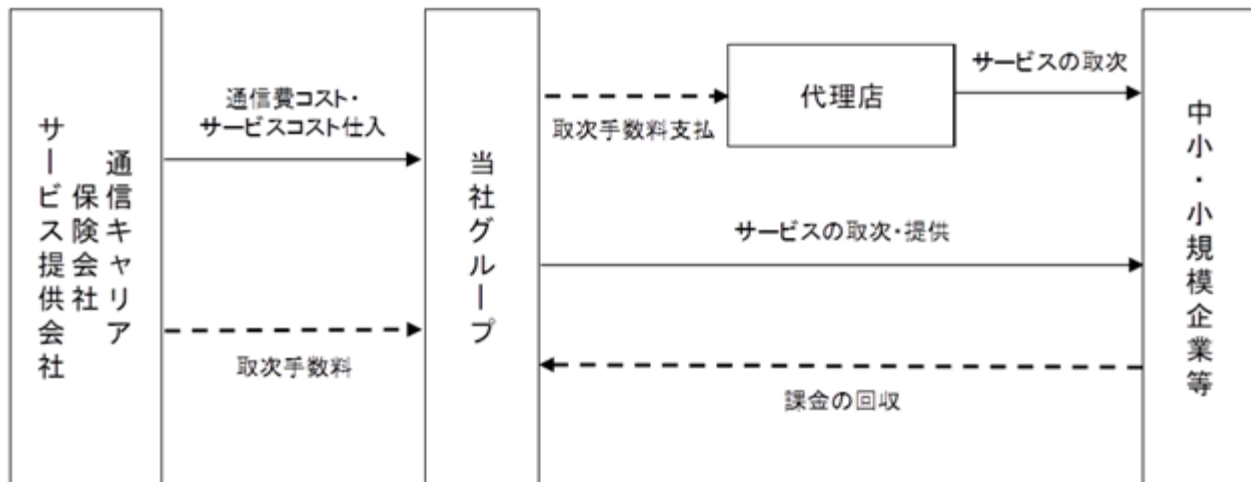 通信キャリア
保険会社
サービス提供会社
通信費コスト・
サービスコスト仕入
取次手数料
当社グループ
取次手数料支払
代理店
サービスの取次
サービスの取次・提供
課金の回収
中小・小規模企業等